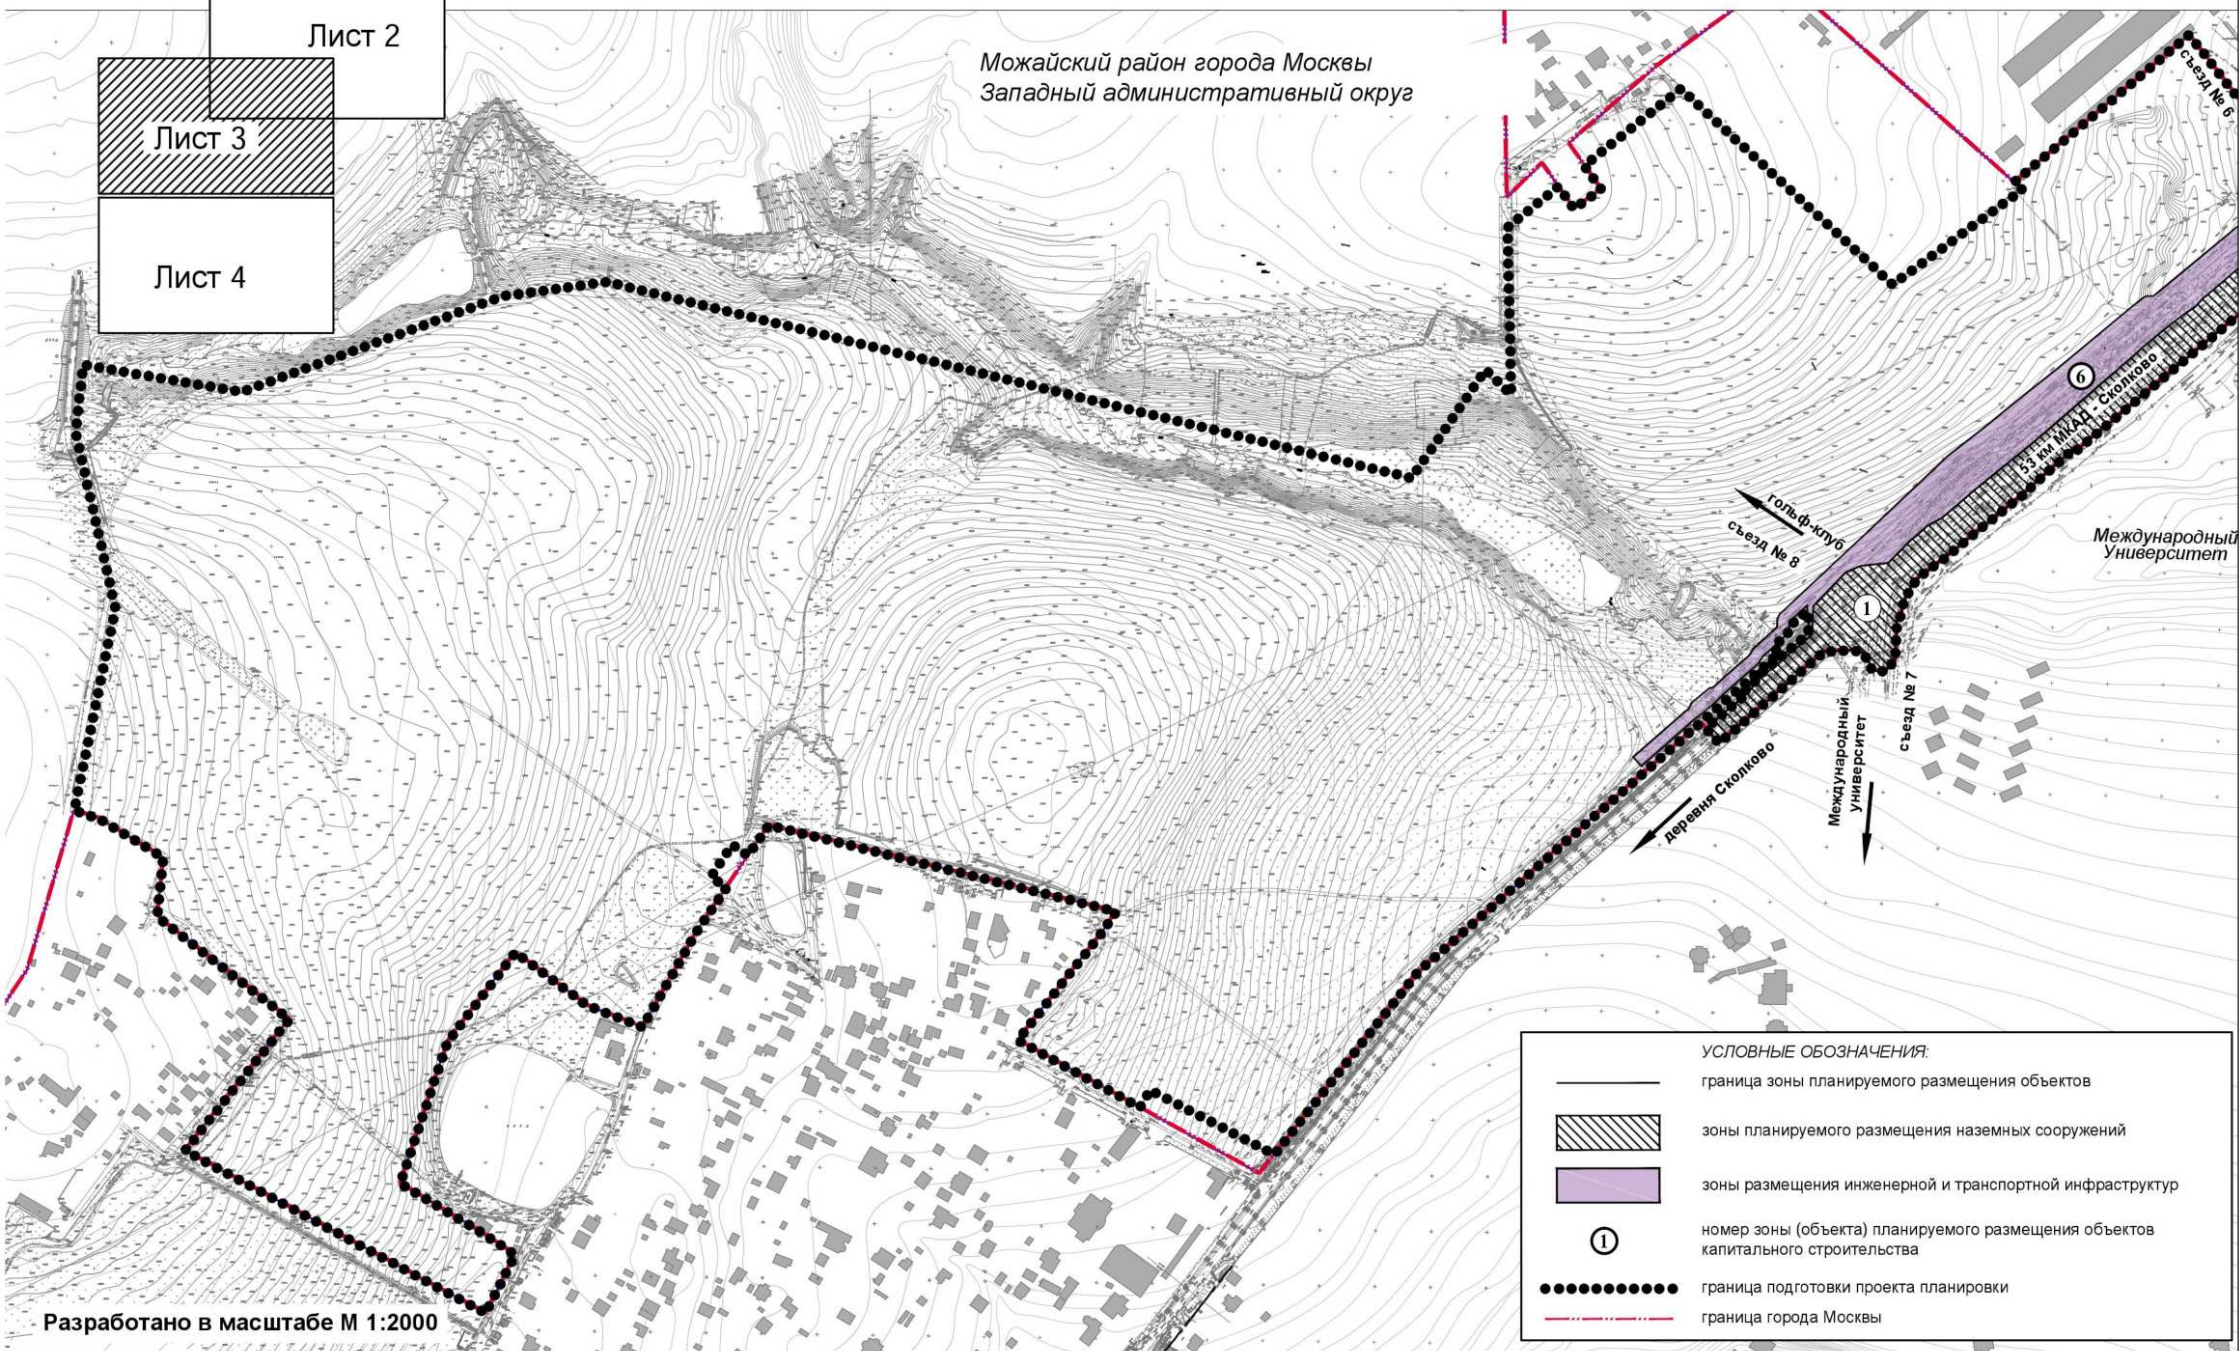 Лист 2
Лист 3
Лист 4
Можайский район города Москвы
Западный административный округ
съезд № 6
6
53 км МКАД - Сколково
гольф-клуб
съезд № 8
Международный
Университет
1
съезд № 7
Международный
университет
деревня Сколково
УСЛОВНЫЕ ОБОЗНАЧЕНИЯ:
граница зоны планируемого размещения объектов
зоны планируемого размещения наземных сооружений
зоны размещения инженерной и транспортной инфраструктур
1
номер зоны (объекта) планируемого размещения объектов
капитального строительства
граница подготовки проекта планировки
граница города Москвы
Разработано в масштабе М 1:2000